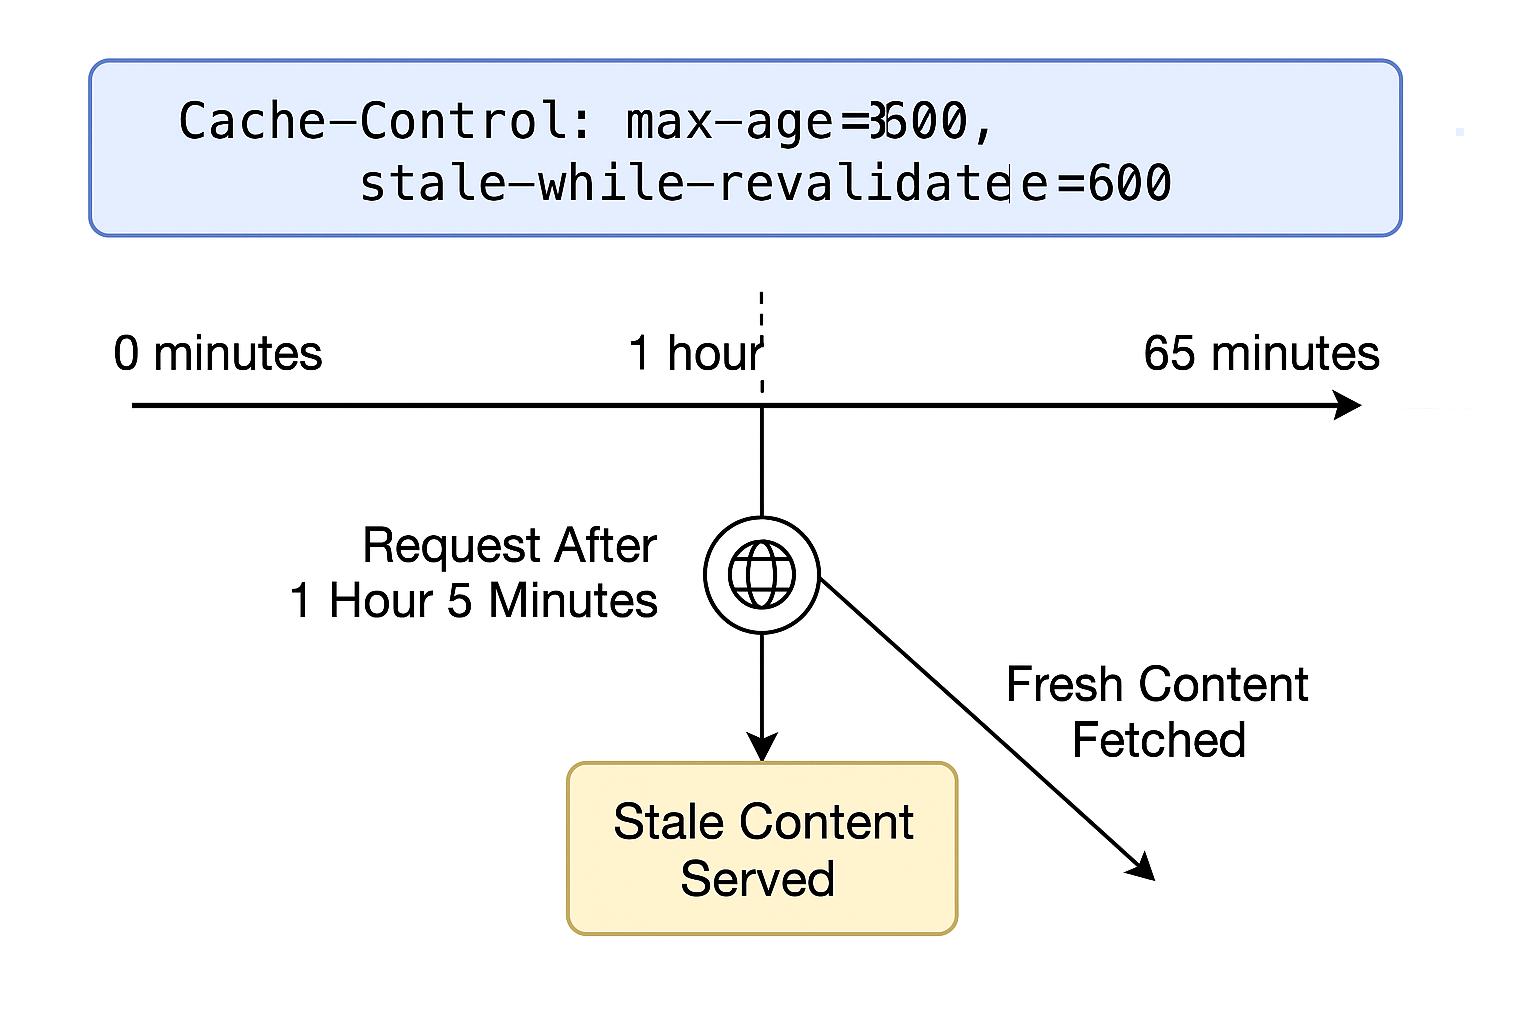 Cache-Control: max-age=3600,
stale-while-revalidatee=600
0 minutes
1 hour
65 minutes
Request After
1 Hour 5 Minutes
Fresh Content
Fetched
Stale Content
Served